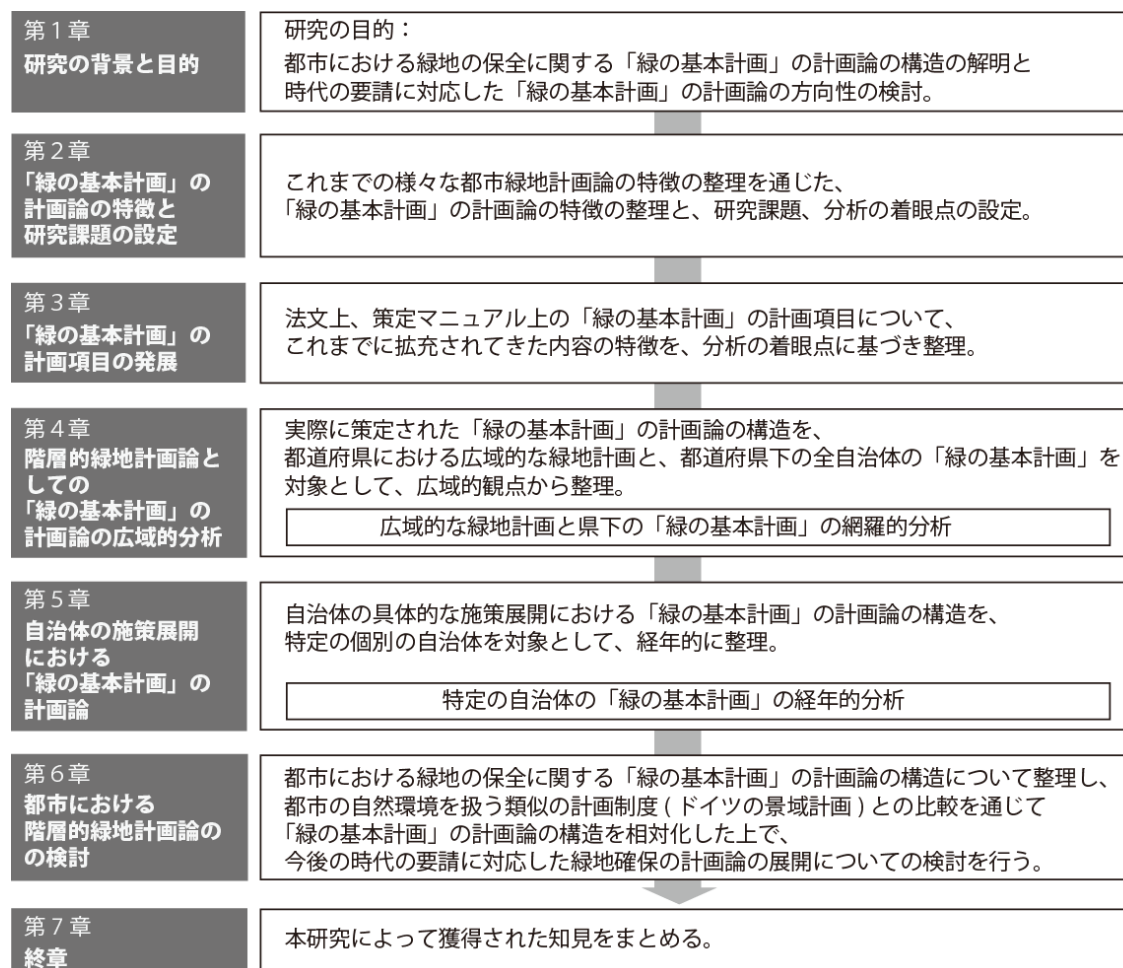 第１章
研究の背景と目的
研究の目的：
都市における緑地の保全に関する「緑の基本計画」の計画論の構造の解明と
時代の要請に対応した「緑の基本計画」の計画論の方向性の検討。
第２章
「緑の基本計画」の
計画論の特徴と
研究課題の設定
これまでの様々な都市緑地計画論の特徴の整理を通じた、
「緑の基本計画」の計画論の特徴の整理と、研究課題、分析の着眼点の設定。
第３章
「緑の基本計画」の
計画項目の発展
法文上、策定マニュアル上の「緑の基本計画」の計画項目について、
これまでに拡充されてきた内容の特徴を、分析の着眼点に基づき整理。
第４章
階層的緑地計画論と
しての
「緑の基本計画」の
計画論の広域的分析
実際に策定された「緑の基本計画」の計画論の構造を、
都道府県における広域的な緑地計画と、都道府県下の全自治体の「緑の基本計画」を
対象として、広域的観点から整理。
広域的な緑地計画と県下の「緑の基本計画」の網羅的分析
第５章
自治体の施策展開
における
「緑の基本計画」の
計画論
自治体の具体的な施策展開における「緑の基本計画」の計画論の構造を、
特定の個別の自治体を対象として、経年的に整理。
特定の自治体の「緑の基本計画」の経年的分析
第６章
都市における
階層的緑地計画論の
の検討
都市における緑地の保全に関する「緑の基本計画」の計画論の構造について整理し、
都市の自然環境を扱う類似の計画制度 ( ドイツの景域計画 ) との比較を通じて
「緑の基本計画」の計画論の構造を相対化した上で、
今後の時代の要請に対応した緑地確保の計画論の展開についての検討を行う。
第７章
終章
本研究によって獲得された知見をまとめる。